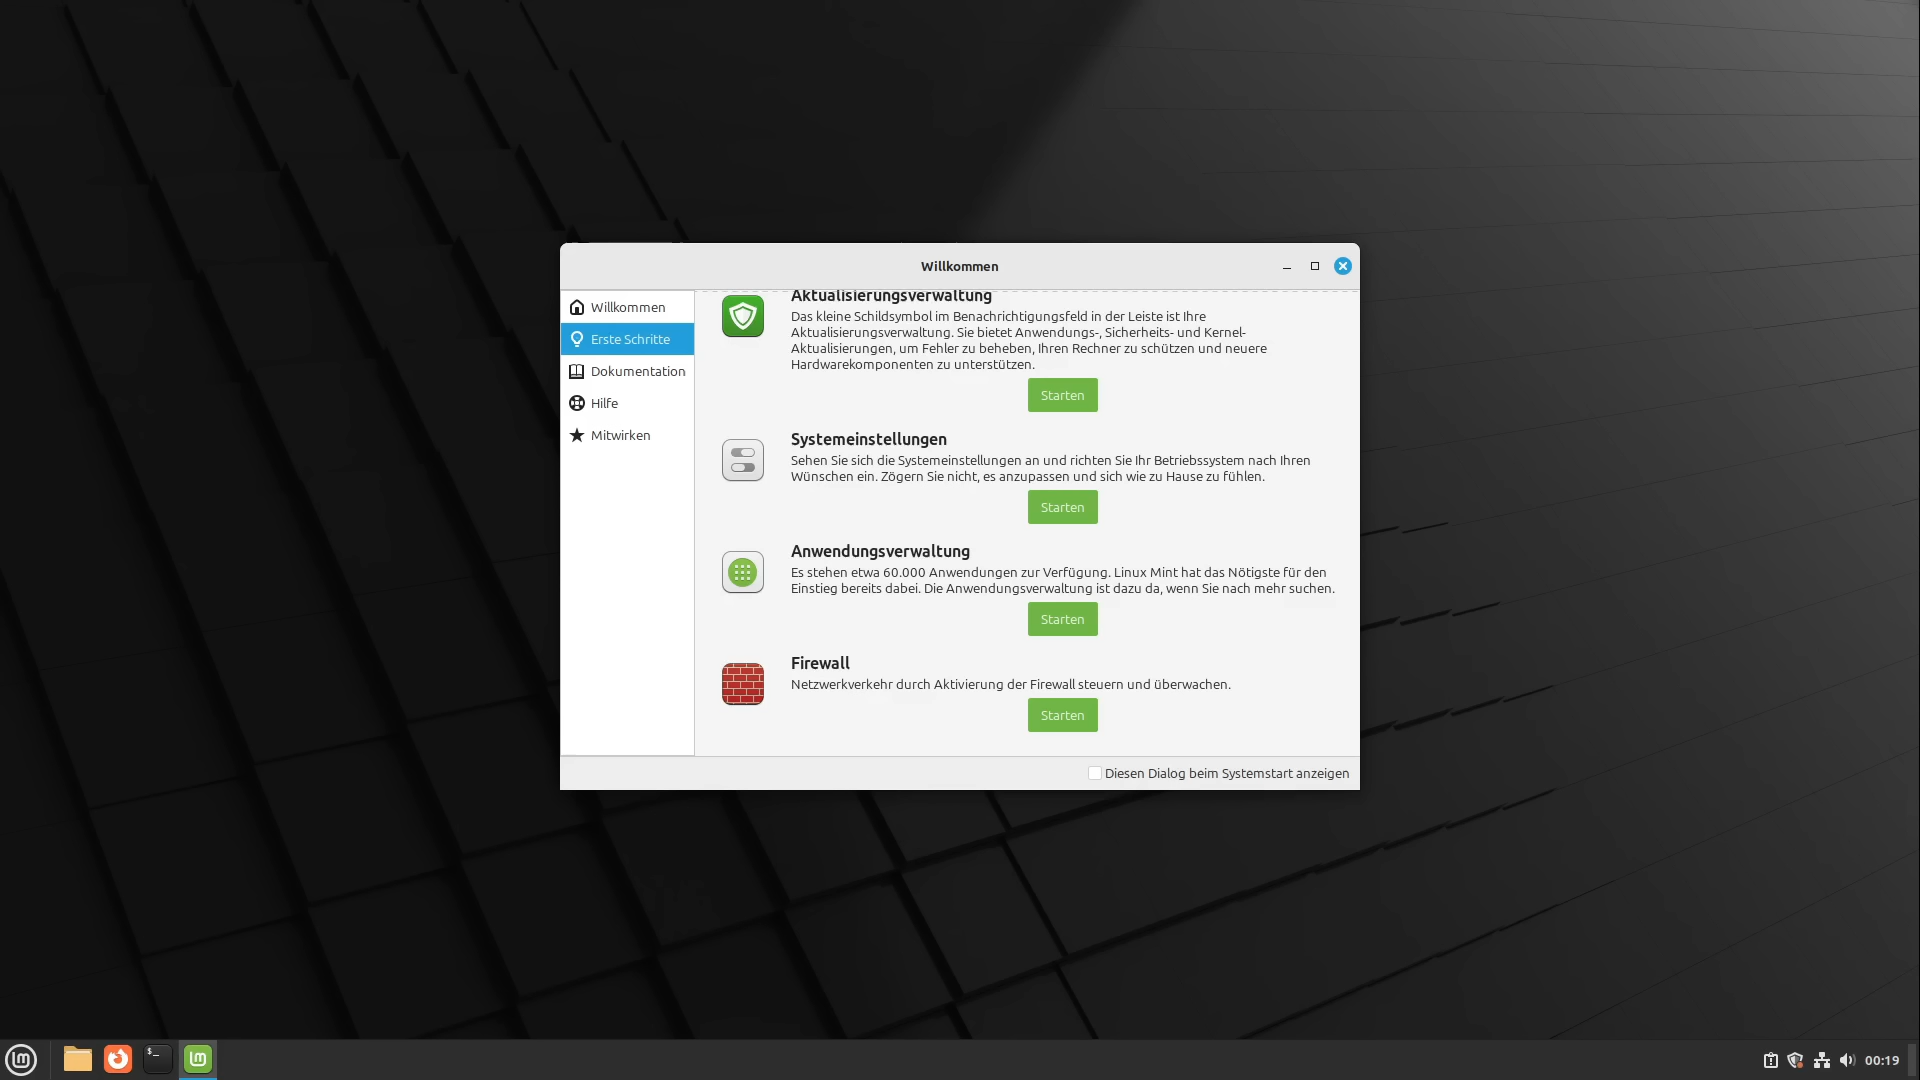 Willkommen
Willkommen
Erste Schritte
Dokumentation
Hilfe
Mitwirken
Aktualisierungsverwaltung
Das kleine Schildsymbol im Benachrichtigungsfeld in der Leiste ist Ihre
Aktualisierungsverwaltung. Sie bietet Anwendungs-, Sicherheits- und Kernel-
Aktualisierungen, um Fehler zu beheben, Ihren Rechner zu schützen und neuere
Hardwarekomponenten zu unterstützen.
Starten
Systemeinstellungen
Sehen Sie sich die Systemeinstellungen an und richten Sie Ihr Betriebssystem nach Ihren
Wünschen ein. Zögern Sie nicht, es anzupassen und sich wie zu Hause zu fühlen.
Starten
Anwendungsverwaltung
Es stehen etwa 60.000 Anwendungen zur Verfügung. Linux Mint hat das Nötigste für den
Einstieg bereits dabei. Die Anwendungsverwaltung ist dazu da, wenn Sie nach mehr suchen.
Starten
Firewall
Netzwerkverkehr durch Aktivierung der Firewall steuern und überwachen.
Starten
Diesen Dialog beim Systemstart anzeigen
$_
00:19